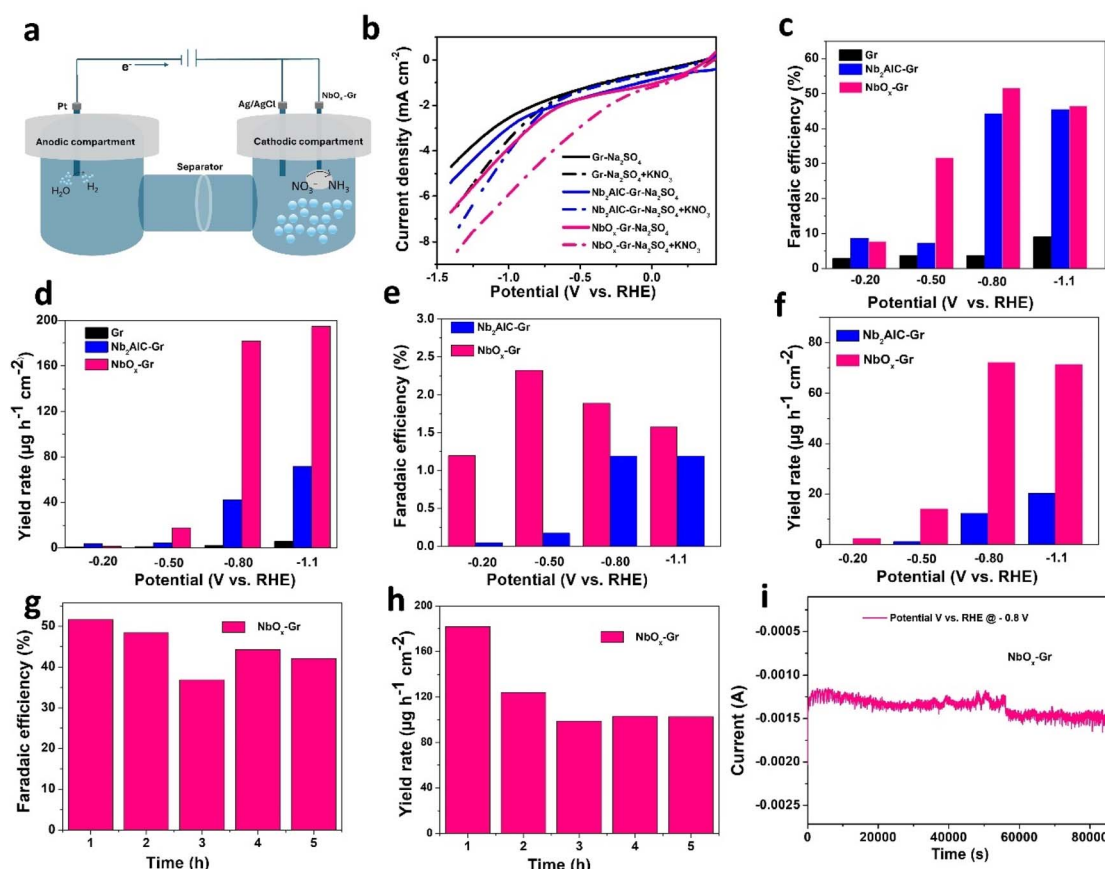 a
e-
Pt
Ag/AgCl
NbOx-Gr
Anodic compartment
Cathodic compartment
Separator
H2O
H2
NO3-
NH3
b
Current density (mA cm-2)
0
-2
-4
-6
-8
Gr-Na2SO4
Gr-Na2SO4+KNO3
Nb2AlC-Gr-Na2SO4
Nb2AlC-Gr-Na2SO4+KNO3
NbOx-Gr-Na2SO4
NbOx-Gr-Na2SO4+KNO3
-1.5 -1.0 -0.5 0.0
Potential (V vs. RHE)
c
Faradaic efficiency (%)
60
50
40
30
20
10
0
Gr
Nb2AlC-Gr
NbOx-Gr
-0.20 -0.50 -0.80 -1.1
Potential (V vs. RHE)
d
Yield rate (µg h-1 cm-2)
200
160
120
80
40
0
Gr
Nb2AlC-Gr
NbOx-Gr
-0.20 -0.50 -0.80 -1.1
Potential (V vs. RHE)
e
Faradaic efficiency (%)
3.0
2.5
2.0
1.5
1.0
0.5
0.0
Nb2AlC-Gr
NbOx-Gr
-0.20 -0.50 -0.80 -1.1
Potential (V vs. RHE)
f
Yield rate (µg h-1 cm-2)
80
60
40
20
0
Nb2AlC-Gr
NbOx-Gr
-0.20 -0.50 -0.80 -1.1
Potential (V vs. RHE)
g
Faradaic efficiency (%)
50
40
30
20
10
0
NbOx-Gr
1 2 3 4 5
Time (h)
h
Yield rate (µg h-1 cm-2)
200
160
120
80
40
0
NbOx-Gr
1 2 3 4 5
Time (h)
i
Current (A)
-0.0005
-0.0010
-0.0015
-0.0020
-0.0025
Potential V vs. RHE @ - 0.8 V
NbOx-Gr
0 20000 40000 60000 80000
Time (s)